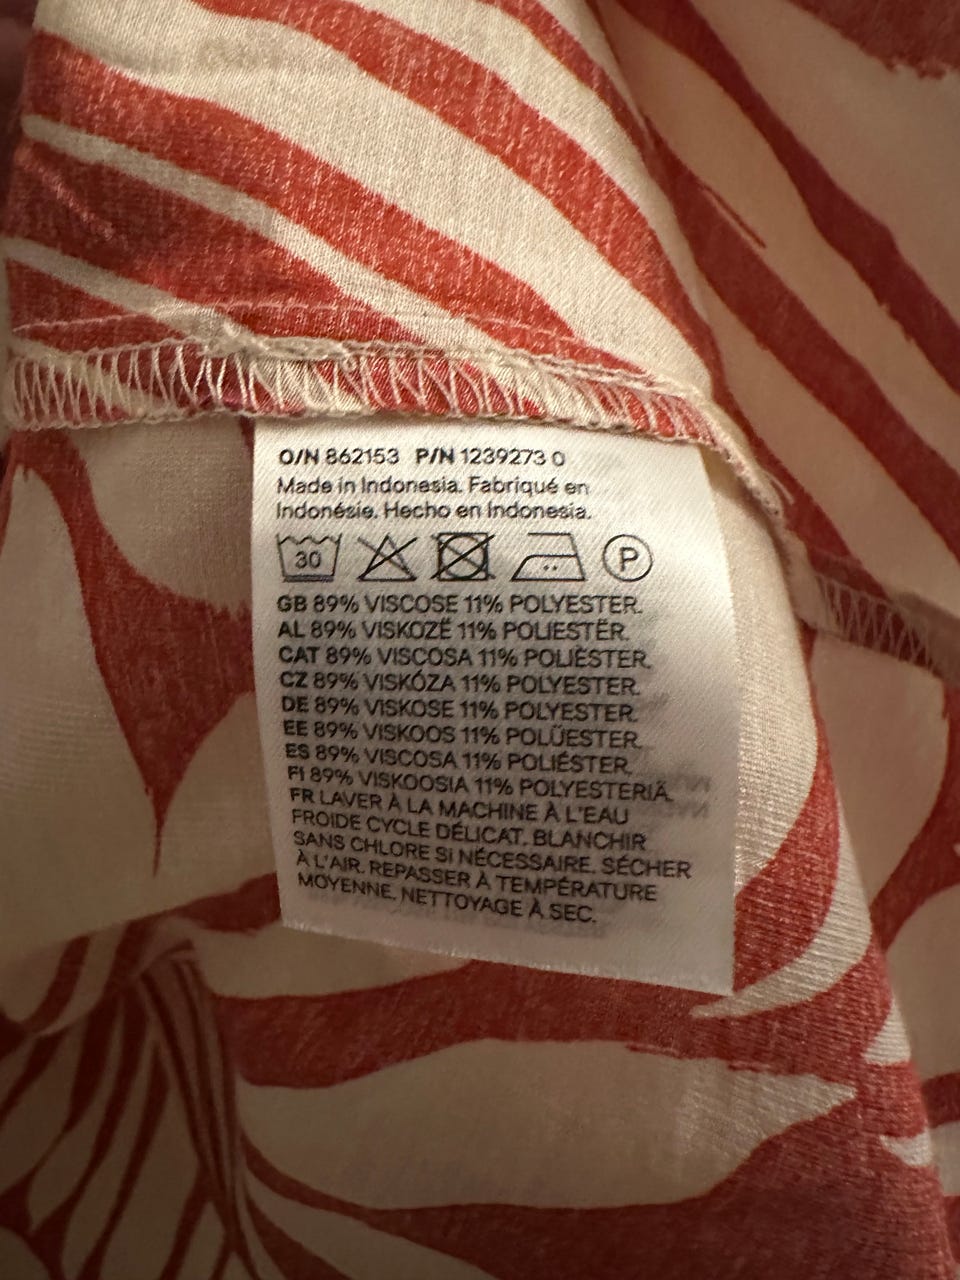 O/N 862153 P/N 1239273 0
Made in Indonesia. Fabriqué en
Indonésie. Hecho en Indonesia.
30 P
GB 89% VISCOSE 11% POLYESTER.
AL 89% VISKOZË 11% POLIESTËR.
CAT 89% VISCOSA 11% POLIÈSTER.
CZ 89% VISKÓZA 11% POLYESTER.
DE 89% VISKOSE 11% POLYESTER.
EE 89% VISKOOS 11% POLÜESTER.
ES 89% VISCOSA 11% POLIÉSTER.
FI 89% VISKOOSIA 11% POLYESTERIÄ.
FR LAVER À LA MACHINE À L'EAU
FROIDE CYCLE DÉLICAT. BLANCHIR
SANS CHLORE SI NÉCESSAIRE. SÉCHER
À L'AIR. REPASSER À TEMPÉRATURE
MOYENNE. NETTOYAGE À SEC.